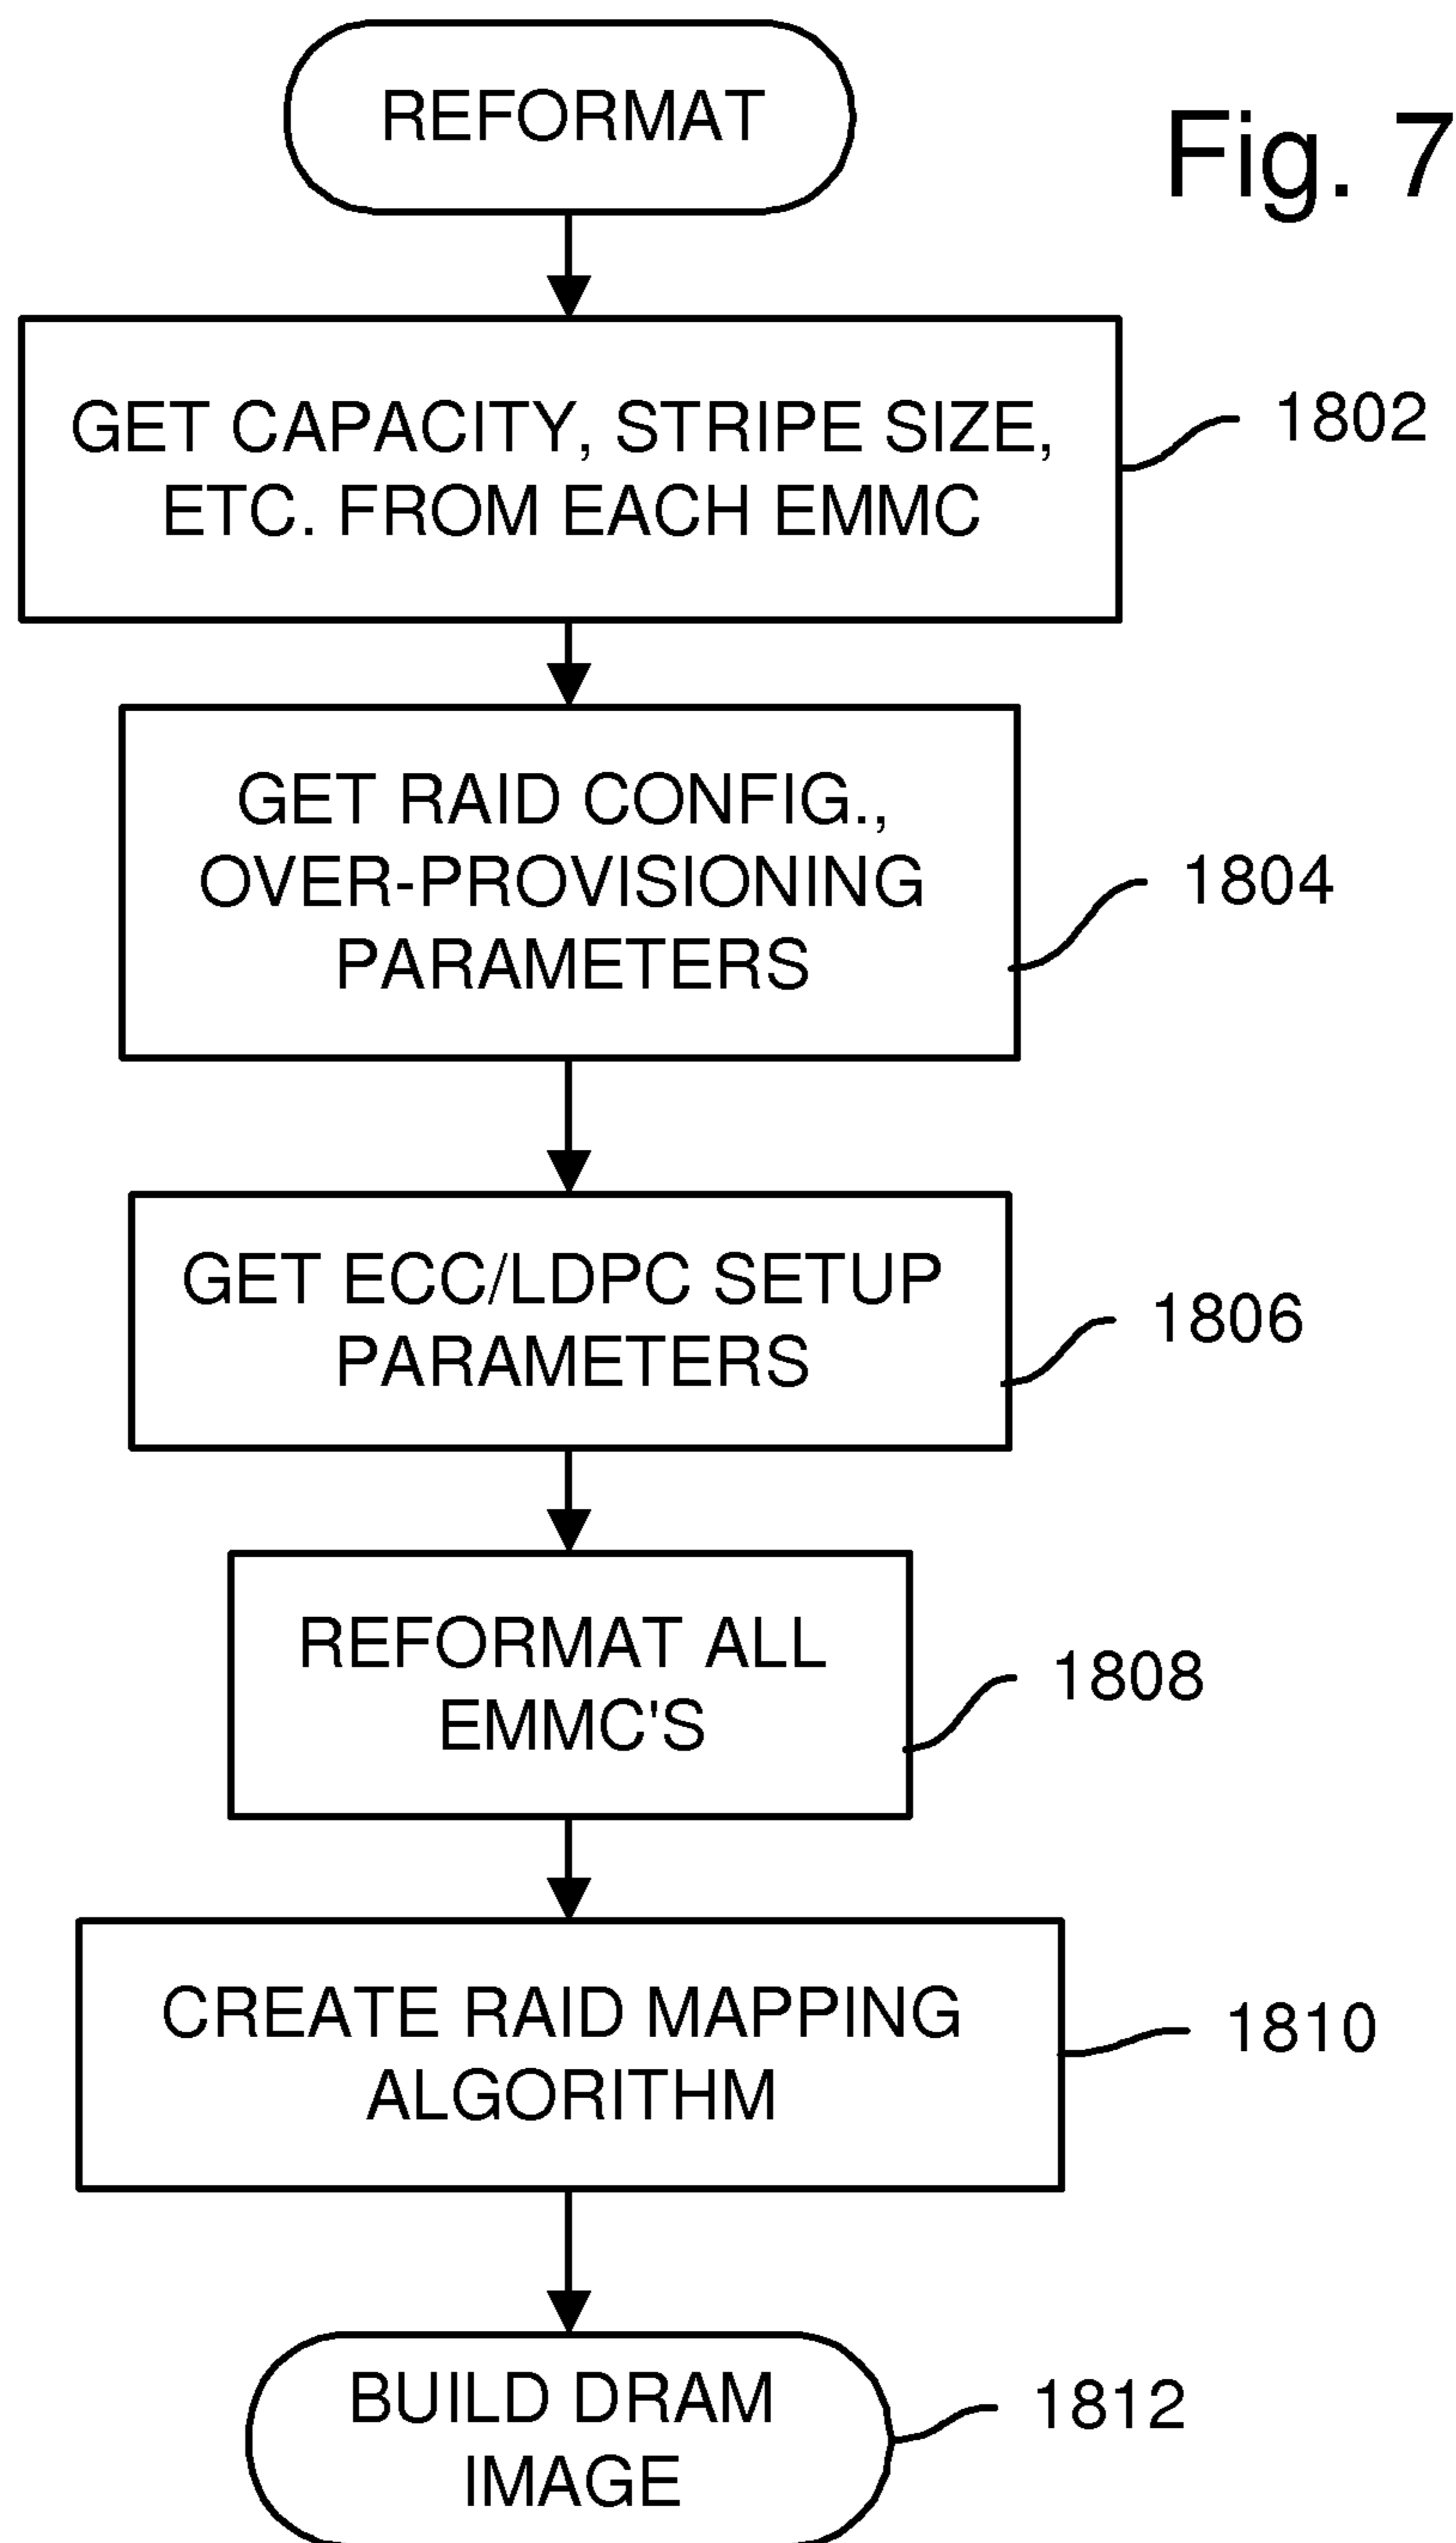 REFORMAT
Fig. 7
GET CAPACITY, STRIPE SIZE,
ETC. FROM EACH EMMC
1802
GET RAID CONFIG.,
OVER-PROVISIONING
PARAMETERS
1804
GET ECC/LDPC SETUP
PARAMETERS
1806
REFORMAT ALL
EMMC'S
1808
CREATE RAID MAPPING
ALGORITHM
1810
BUILD DRAM
IMAGE
1812